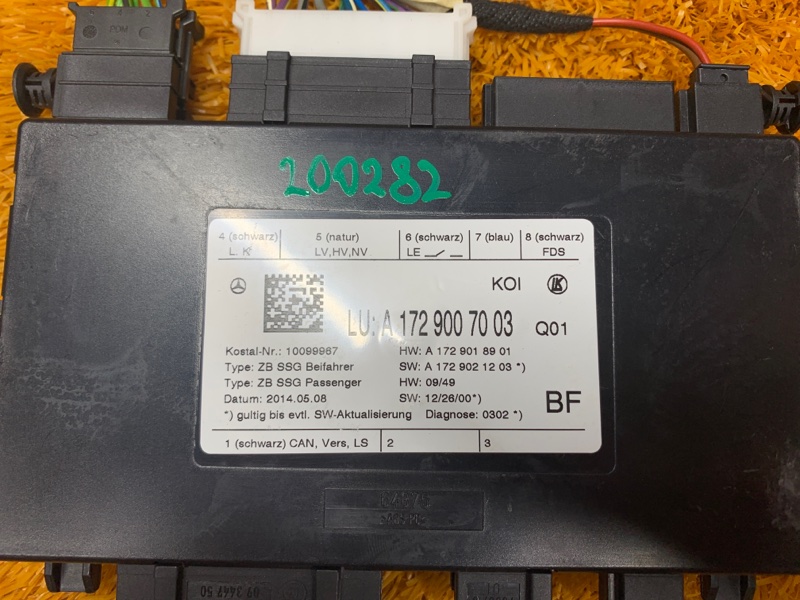 PDM
200282
4 (schwarz) 5 (natur) 6 (schwarz) 7 (blau) 8 (schwarz)
L. K LV,HV,NV LE FDS
KOI
LU: A 172 900 70 03 Q01
Kostal-Nr.: 10099967 HW: A 172 901 89 01
Type: ZB SSG Beifahrer SW: A 172 902 12 03 *)
Type: ZB SSG Passenger HW: 09/49
Datum: 2014.05.08 SW: 12/26/00*)
BF
*) gultig bis evtl. SW-Aktualisierung Diagnose: 0302 *)
1 (schwarz) CAN, Vers, LS 2 3